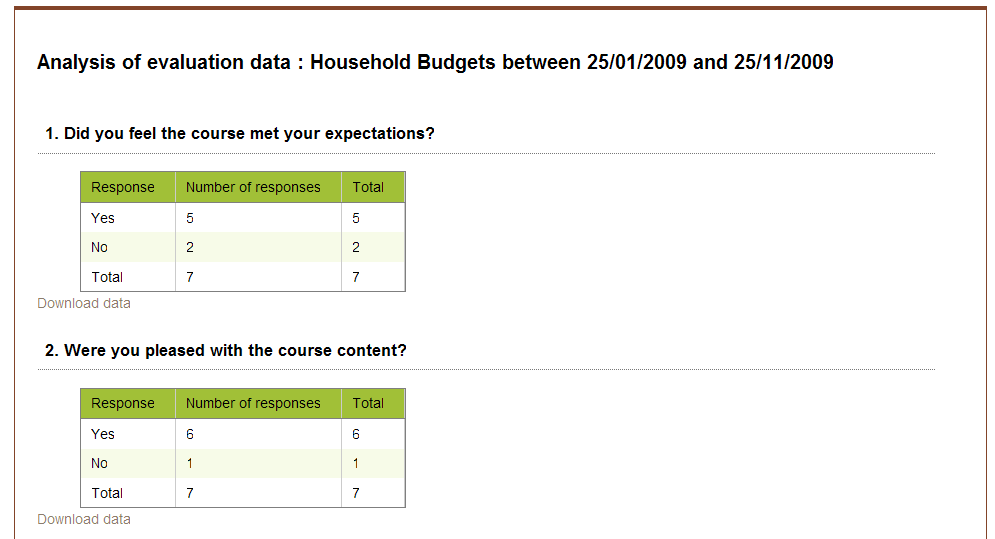 Analysis of evaluation data : Household Budgets between 25/01/2009 and 25/11/2009
1. Did you feel the course met your expectations?
Response Number of responses Total
Yes 5 5
No 2 2
Total 7 7
Download data
2. Were you pleased with the course content?
Response Number of responses Total
Yes 6 6
No 1 1
Total 7 7
Download data